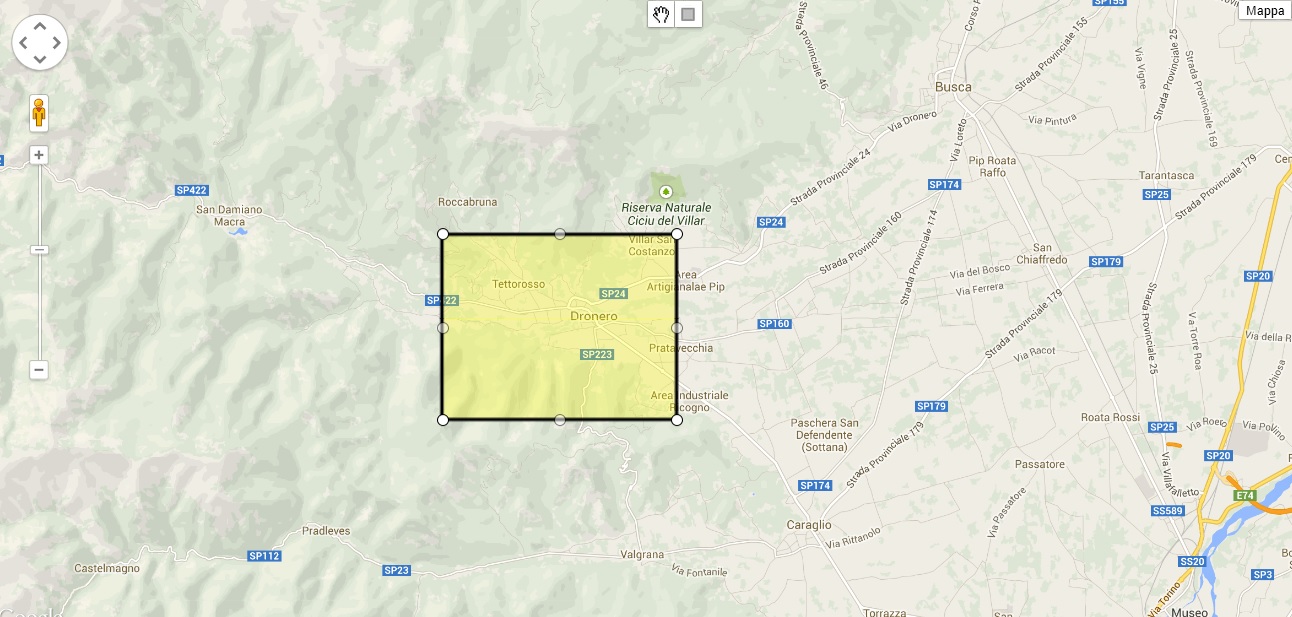 SP155
Mappa
Corso P
Strada Provinciale 155
Strada Provinciale 46
Strada Provinciale 25
Via Vigne
Strada Provinciale 169
Busca
Via Dronero
Via Pintura
Via Loreto
Strada Provinciale 24
Pip Roata
Raffo
Strada Provinciale 179
Cen
Tarantasca
SP174
SP25
SP422
San Damiano
Macra
Roccabruna
Riserva Naturale
Ciciu del Villar
SP24
Villar San
Costanzo
Strada Provinciale 160
Strada Provinciale 174
San
Chiaffredo
SP179
Via del Bosco
Via Ferrera
SP20
Area
Artigianalae Pip
Tettorosso
SP24
SP422
Dronero
SP160
Strada Provinciale 179
Strada Provinciale 25
Via Torre Roa
Via della R
Pratavecchia
SP223
Via Racot
Via Chiosa
Area Industriale
Ricogno
SP179
Roata Rossi
SP25
Via Roero
Via Polvino
Paschera San
Defendente
(Sottana)
Strada Provinciale 179
SP20
Passatore
Via Villafalletto
SP174
E74
Via Passatore
SS589
Caraglio
Via Rittanolo
Pradleves
SP112
Castelmagno
SP23
Valgrana
Via Fontanile
SS20
Bo
SP3
Via Torino
Google
Torrazza
San
Museo